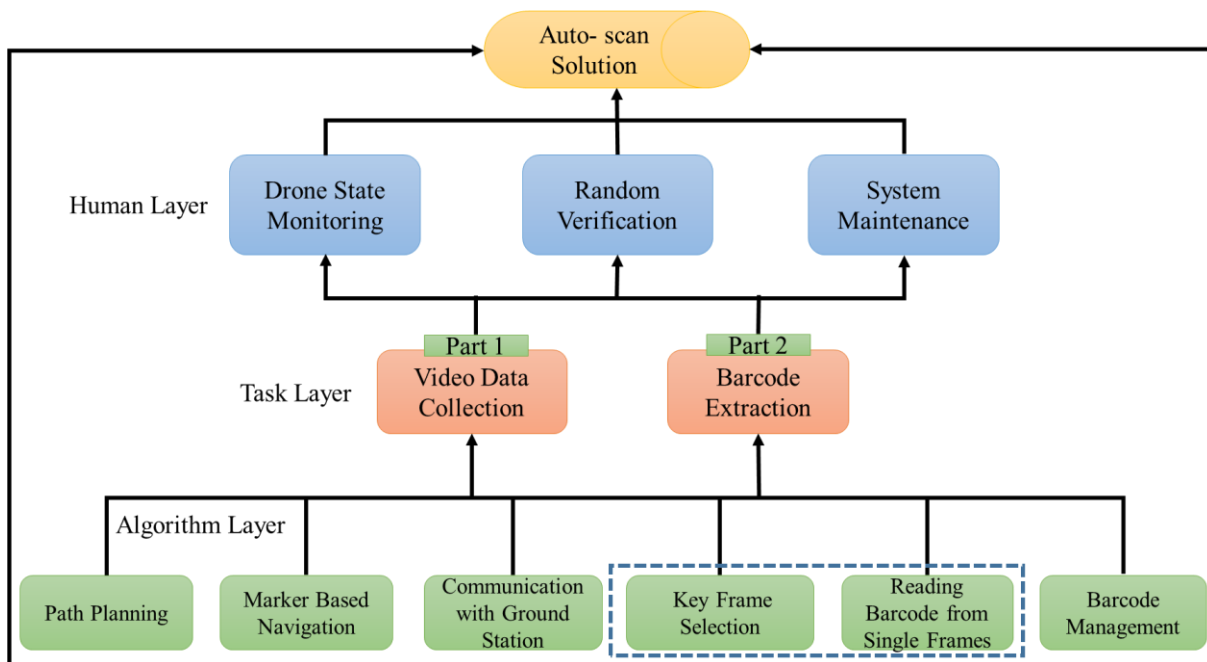 Auto- scan
Solution
Human Layer
Drone State
Monitoring
Random
Verification
System
Maintenance
Task Layer
Part 1
Video Data
Collection
Part 2
Barcode
Extraction
Algorithm Layer
Path Planning
Marker Based
Navigation
Communication
with Ground
Station
Key Frame
Selection
Reading
Barcode from
Single Frames
Barcode
Management